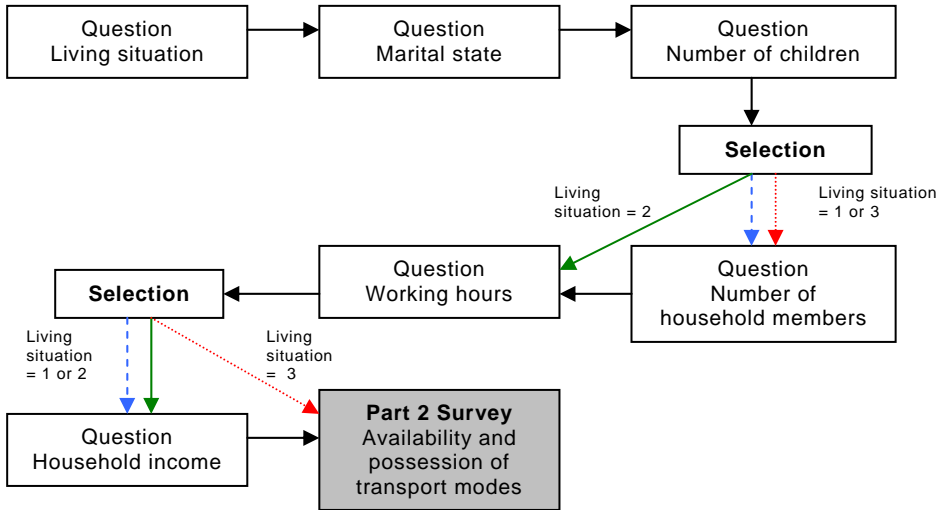 Question
Living situation
Question
Marital state
Question
Number of children
Selection
Living
situation = 2
Living situation
= 1 or 3
Question
Number of
household members
Question
Working hours
Selection
Living
situation
= 1 or 2
Living
situation
= 3
Question
Household income
Part 2 Survey
Availability and
possession of
transport modes